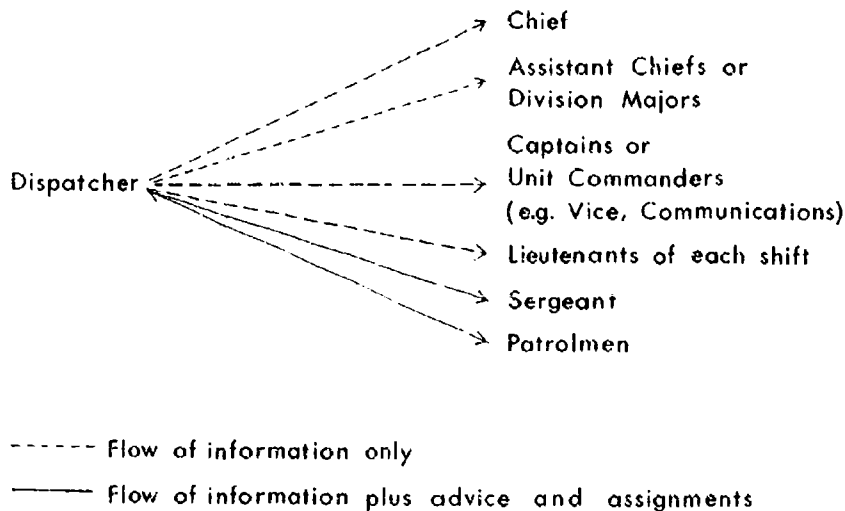 Chief
Assistant Chiefs or
Division Majors
Captains or
Dispatcher
Unit Commanders
(e.g. Vice, Communications)
Lieutenants of each shift
Sergeant
Patrolmen
Flow of information only
Flow of information plus advice and assignments